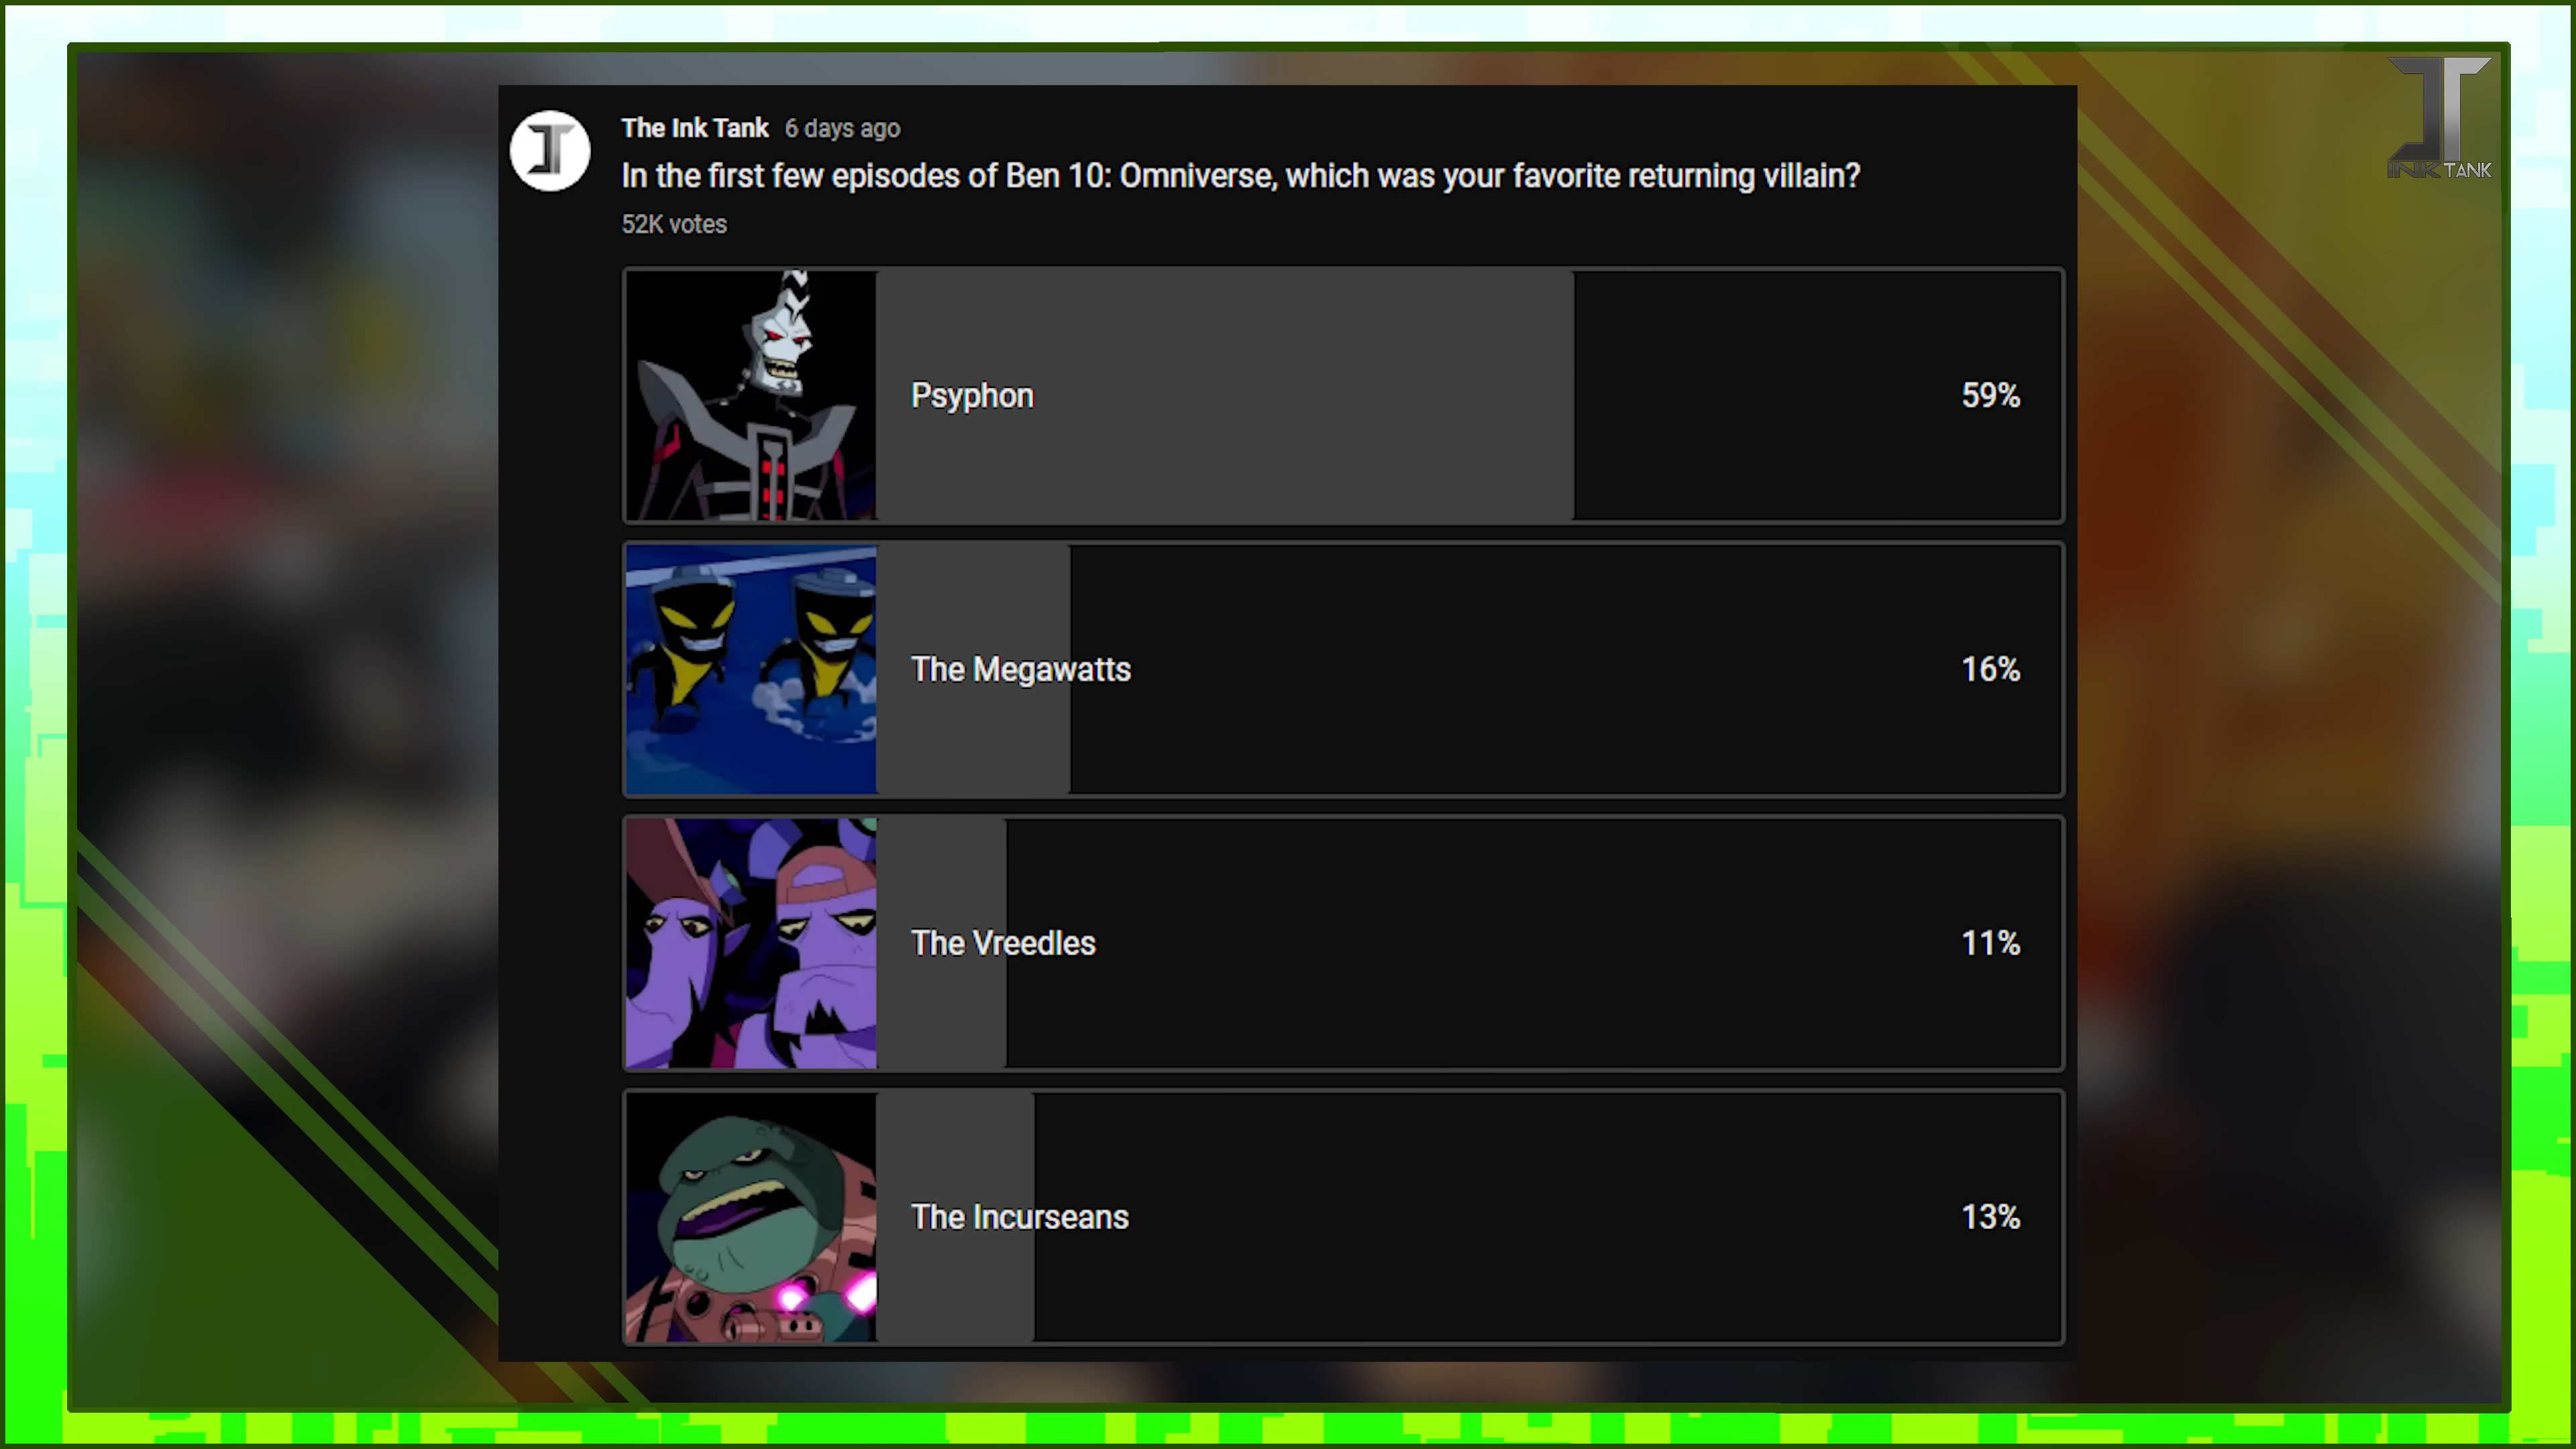 The Ink Tank 6 days ago
In the first few episodes of Ben 10: Omniverse, which was your favorite returning villain?
52K votes
Psyphon 59%
The Megawatts 16%
The Vreedles 11%
The Incurseans 13%
INK TANK